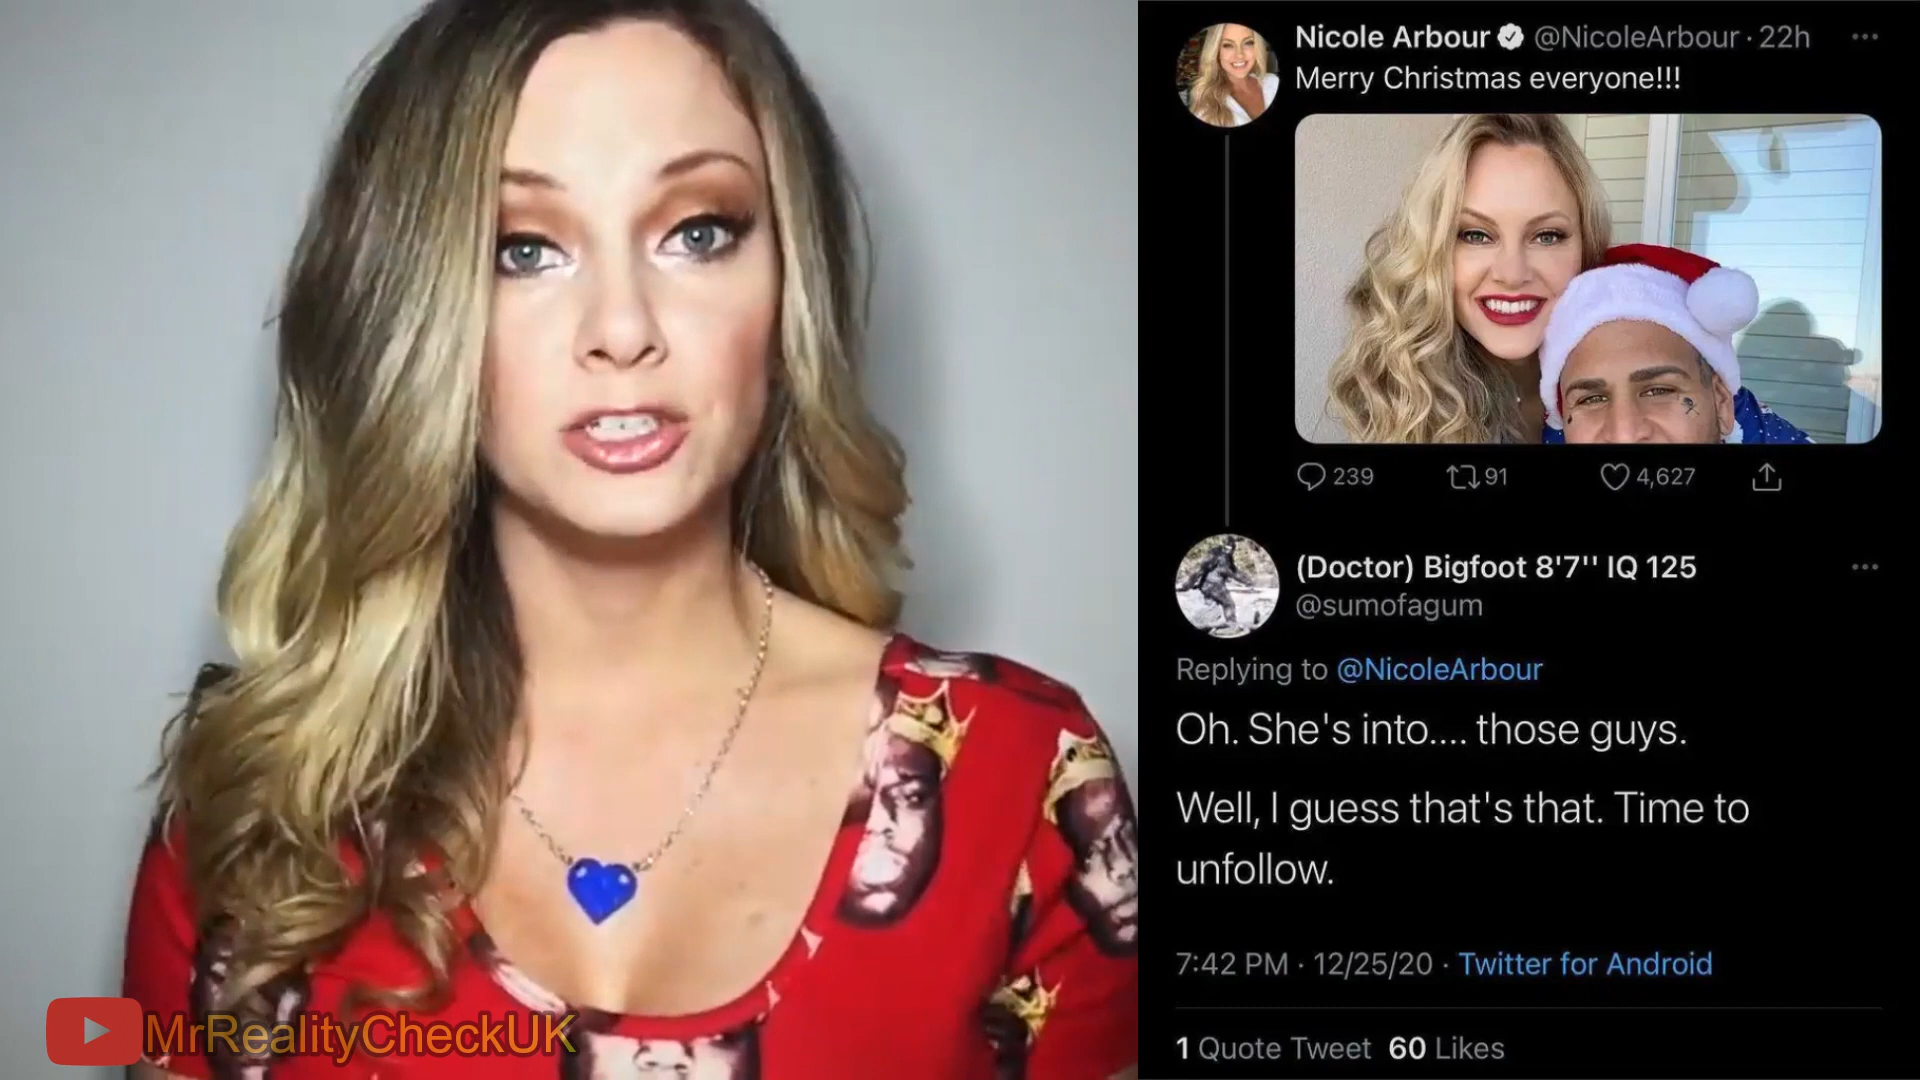 Nicole Arbour @NicoleArbour · 22h
Merry Christmas everyone!!!
239 91 4,627
(Doctor) Bigfoot 8'7'' IQ 125
@sumofagum
Replying to @NicoleArbour
Oh. She's into.... those guys.
Well, I guess that's that. Time to
unfollow.
7:42 PM · 12/25/20 · Twitter for Android
1 Quote Tweet 60 Likes
MrRealityCheckUK